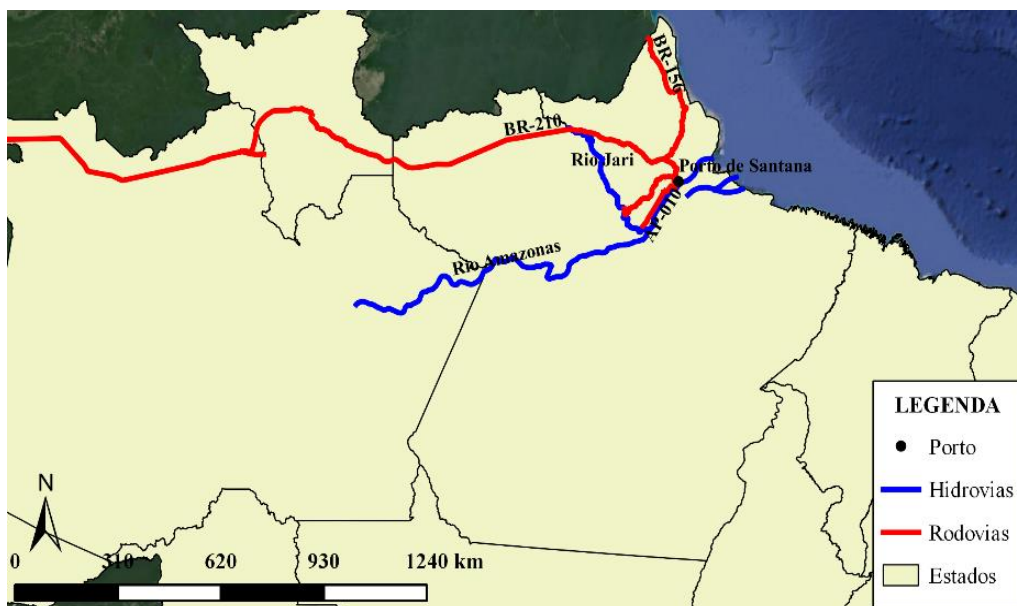 BR-156
BR-210
Rio Jari
Porto de Santana
AP-010
Rio Amazonas
LEGENDA
Porto
Hidrovias
Rodovias
Estados
N
0 310 620 930 1240 km